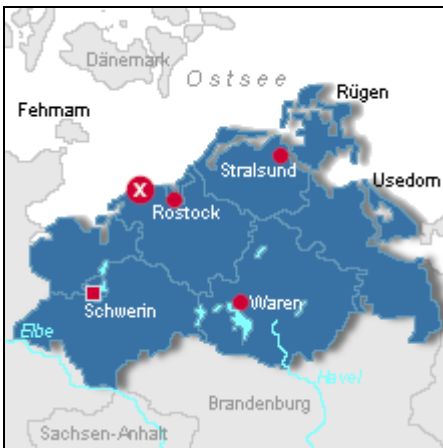 Dänemark
Ostsee
Rügen
Fehmarn
Stralsund
Usedom
X
Rostock
Schwerin
Waren
Elbe
Havel
Brandenburg
Sachsen-Anhalt